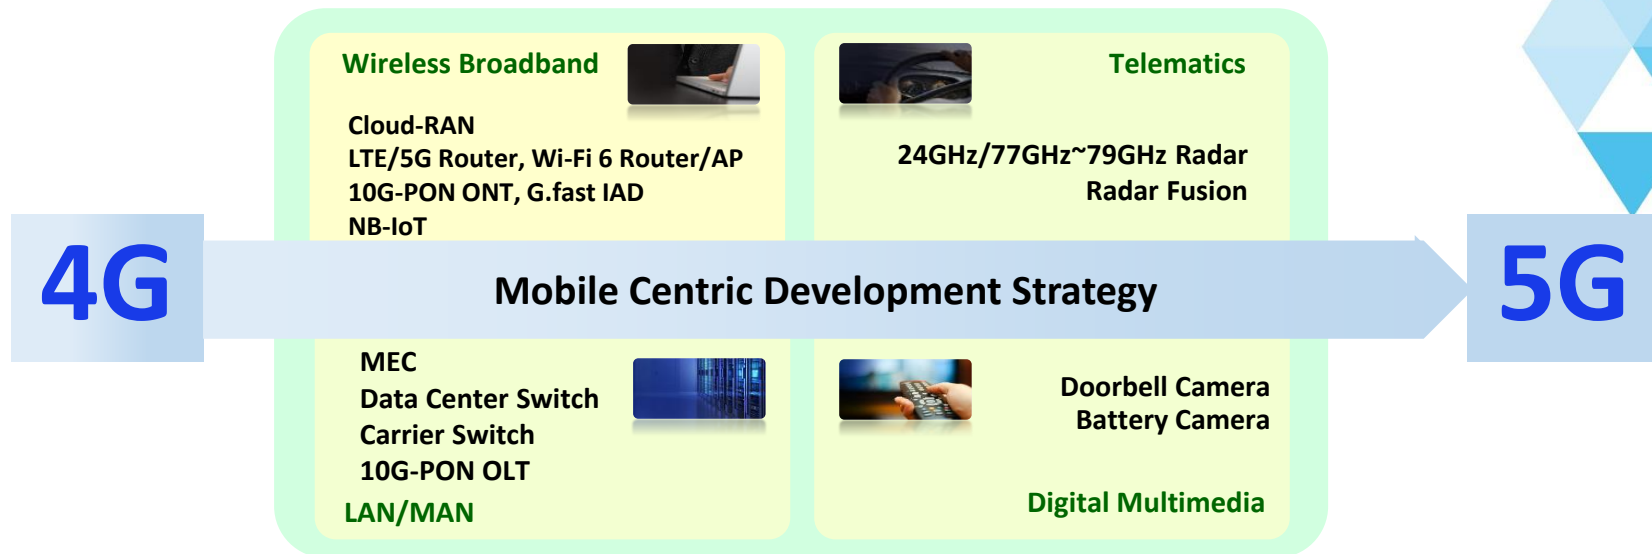 Wireless Broadband
Cloud-RAN
LTE/5G Router, Wi-Fi 6 Router/AP
10G-PON ONT, G.fast IAD
NB-IoT
Telematics
24GHz/77GHz~79GHz Radar
Radar Fusion
4G
Mobile Centric Development Strategy
5G
MEC
Data Center Switch
Carrier Switch
10G-PON OLT
LAN/MAN
Doorbell Camera
Battery Camera
Digital Multimedia